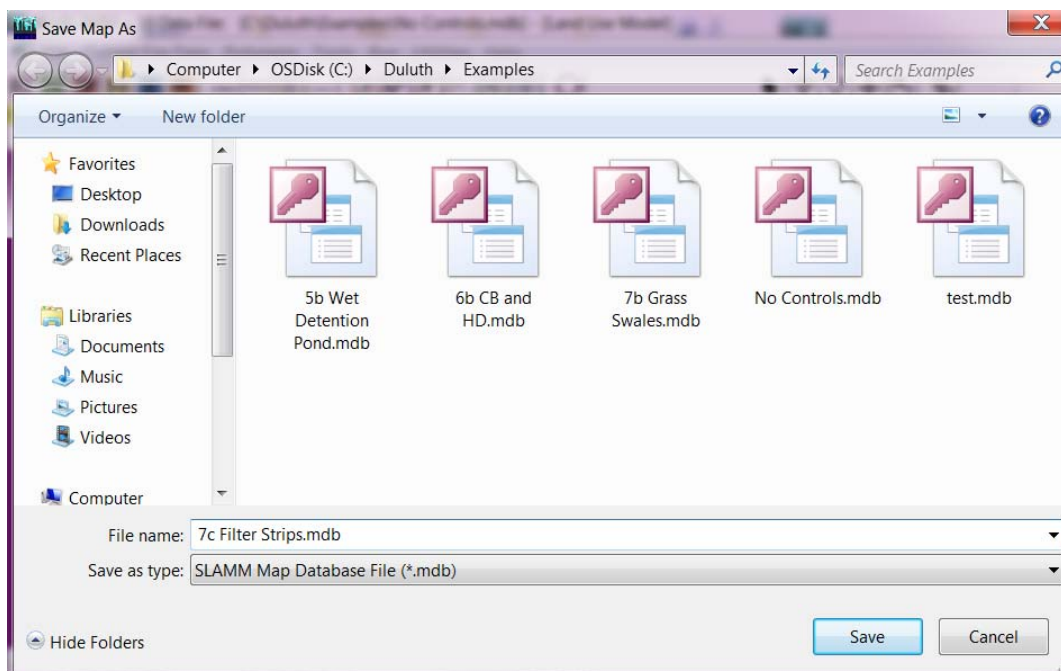 Save Map As
Computer ▸ OSDisk (C:) ▸ Duluth ▸ Examples
Search Examples
Organize
New folder
Favorites
Desktop
Downloads
Recent Places
Libraries
Documents
Music
Pictures
Videos
Computer
5b Wet
Detention
Pond.mdb
6b CB and
HD.mdb
7b Grass
Swales.mdb
No Controls.mdb
test.mdb
File name: 7c Filter Strips.mdb
Save as type: SLAMM Map Database File (*.mdb)
Hide Folders
Save
Cancel